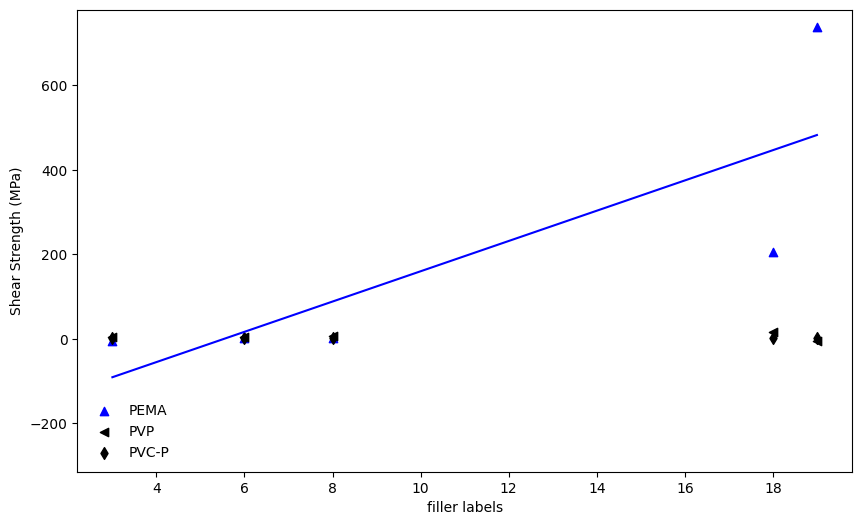 Shear Strength (MPa)
600
400
200
0
−200
PEMA
PVP
PVC-P
4 6 8 10 12 14 16 18
filler labels